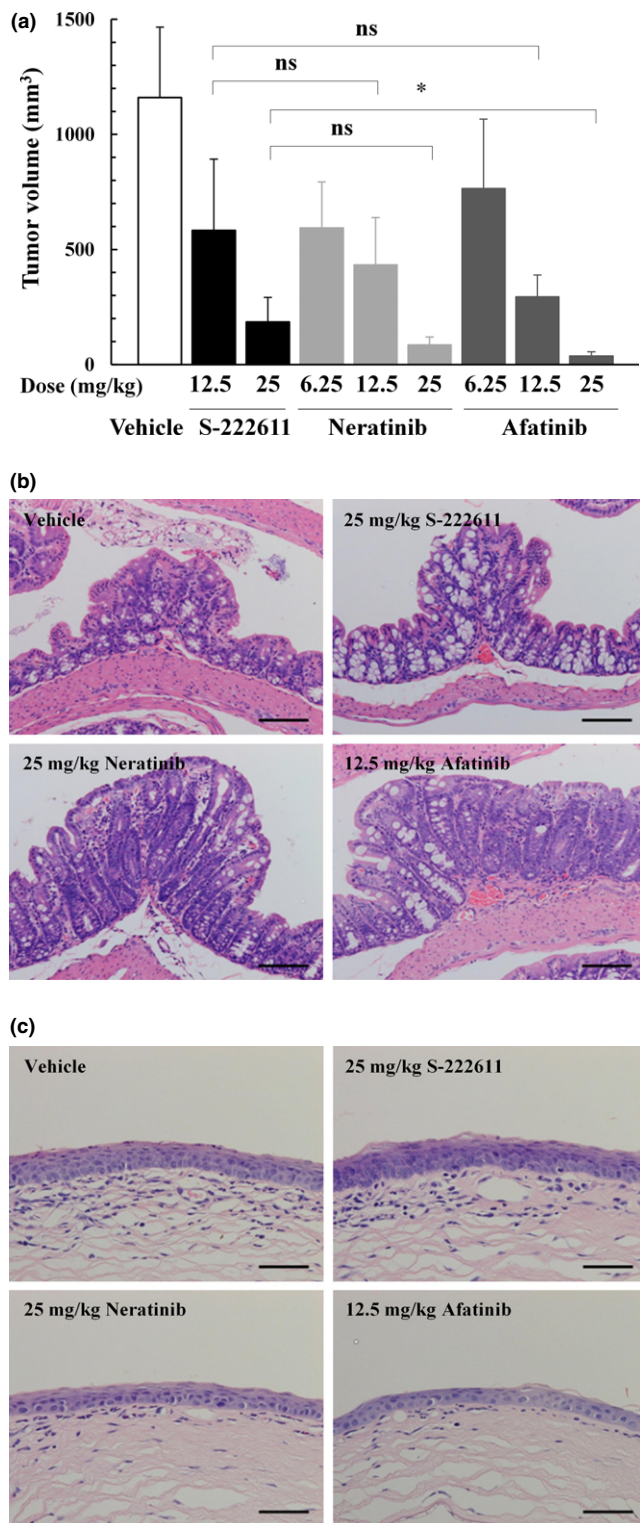 (a)
1500
1000
500
0
Tumor volume (mm³)
ns
ns
*
ns
Dose (mg/kg) 12.5 25 6.25 12.5 25 6.25 12.5 25
Vehicle S-222611 Neratinib Afatinib
(b)
Vehicle 25 mg/kg S-222611
25 mg/kg Neratinib 12.5 mg/kg Afatinib
(c)
Vehicle 25 mg/kg S-222611
25 mg/kg Neratinib 12.5 mg/kg Afatinib